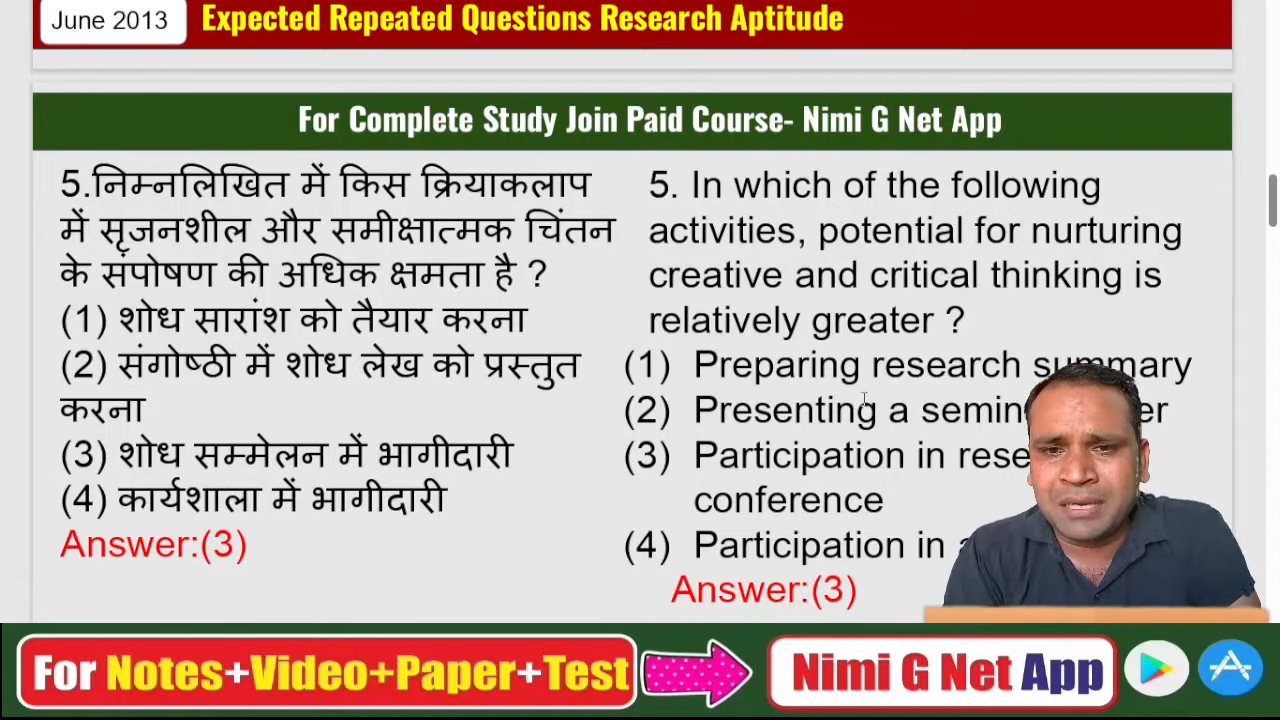 June 2013
Expected Repeated Questions Research Aptitude
For Complete Study Join Paid Course- Nimi G Net App
5.निम्नलिखित में किस क्रियाकलाप
में सृजनशील और समीक्षात्मक चिंतन
के संपोषण की अधिक क्षमता है ?
(1) शोध सारांश को तैयार करना
(2) संगोष्ठी में शोध लेख को प्रस्तुत
करना
(3) शोध सम्मेलन में भागीदारी
(4) कार्यशाला में भागीदारी
Answer:(3)
5. In which of the following
activities, potential for nurturing
creative and critical thinking is
relatively greater ?
(1) Preparing research summary
(2) Presenting a
(3) Participation in
conference
(4) Participation in
Answer:(3)
For Notes+Video+Paper+Test
Nimi G Net App